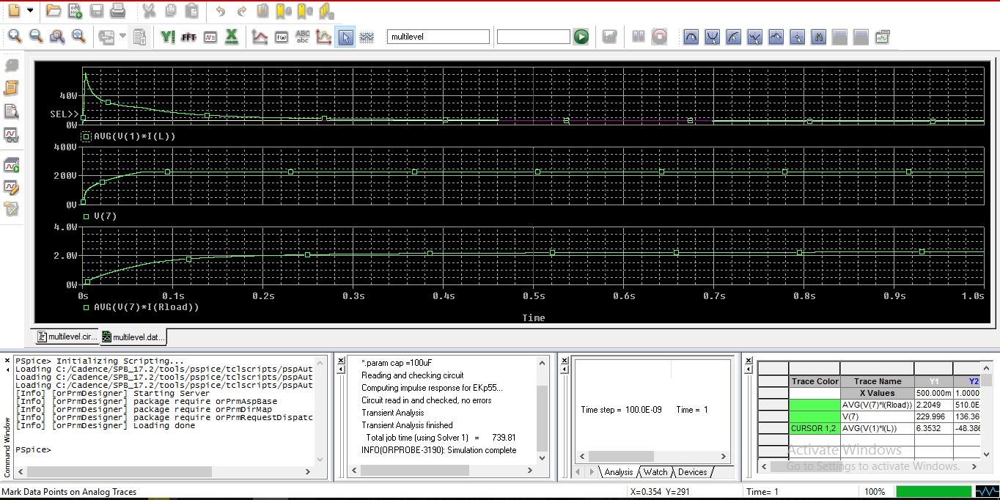 Y! FFT
f(x) ABC
abc
multilevel
40W
SEL>>
0W
AVG(V(1)*I(L))
400V
200V
0V
V(7)
4.0W
2.0W
0W
0s 0.1s 0.2s 0.3s 0.4s 0.5s 0.6s 0.7s 0.8s 0.9s 1.0s
AVG(V(7)*I(Rload))
Time
multilevel.cir... multilevel.dat...
Command Window
PSpice> Initializing Scripting...
Loading C:/Cadence/SPB_17.2/tools/pspice/tclscripts/pspAut
Loading C:/Cadence/SPB_17.2/tools/pspice/tclscripts/pspAut
Loading C:/Cadence/SPB_17.2/tools/pspice/tclscripts/pspAut
[Info] [orPrmDesigner] Starting Server
[Info] [orPrmDesigner] package require orPrmAspBase
[Info] [orPrmDesigner] package require orPrmDirMap
[Info] [orPrmDesigner] package require orPrmRequestDispatc
[Info] [orPrmDesigner] Loading done
PSpice>
*.param cap =100uF
Reading and checking circuit
Computing impulse response for EKp55...
Circuit read in and checked, no errors
Transient Analysis
Transient Analysis finished
Total job time (using Solver 1) = 739.81
INFO(ORPROBE-3190): Simulation complete
Time step = 100.0E-09 Time = 1
Analysis Watch Devices
Trace Color Trace Name Y1 Y2
X Values 500.000m 1.0000
AVG(V(7)*I(Rload)) 2.2049 510.0E
V(7) 229.996 136.36
CURSOR 1,2 AVG(V(1)*I(L)) 6.3532 -48.386
Activate Windows
Go to Settings to activate Windows.
Mark Data Points on Analog Traces X=0.354 Y=291 Time= 1 100%